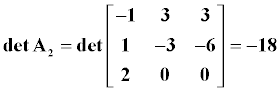 det A₂ = det [ −1 3 3
1 −3 −6
2 0 0 ] = −18